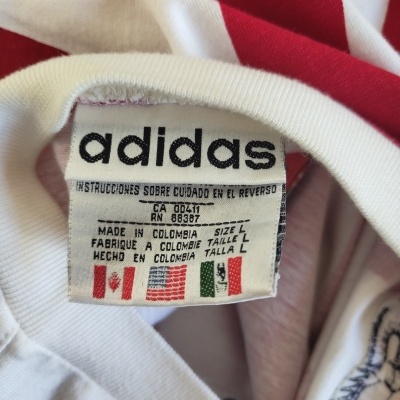 adidas
INSTRUCCIONES SOBRE CUIDADO EN EL REVERSO
CA 00411
RN 88387
MADE IN COLOMBIA SIZE L
FABRIQUE A COLOMBIE TAILLE L
HECHO EN COLOMBIA TALLA L